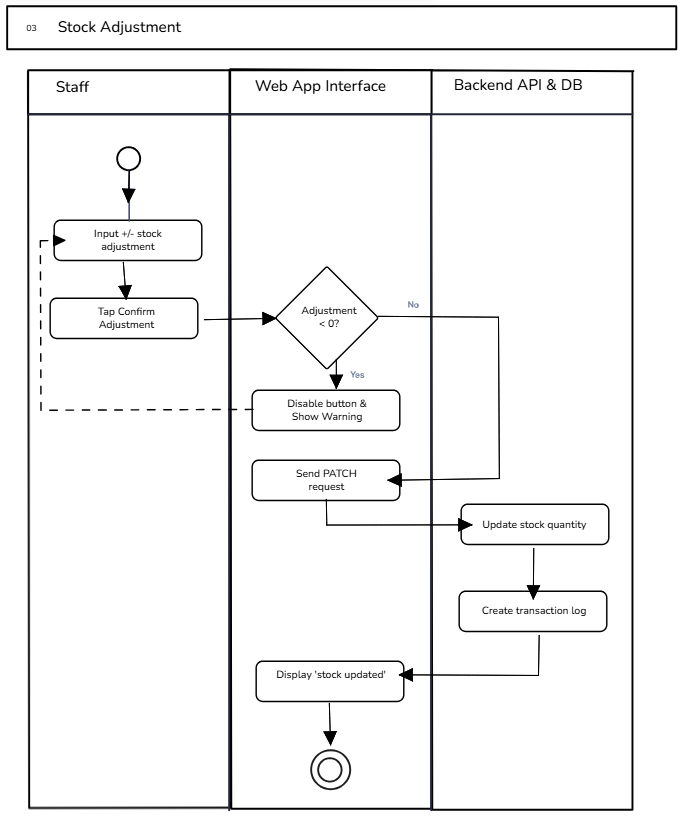 03 Stock Adjustment
Staff
Web App Interface
Backend API & DB
Input +/- stock
adjustment
Tap Confirm
Adjustment
Adjustment
< 0?
No
Yes
Disable button &
Show Warning
Send PATCH
request
Update stock quantity
Create transaction log
Display 'stock updated'